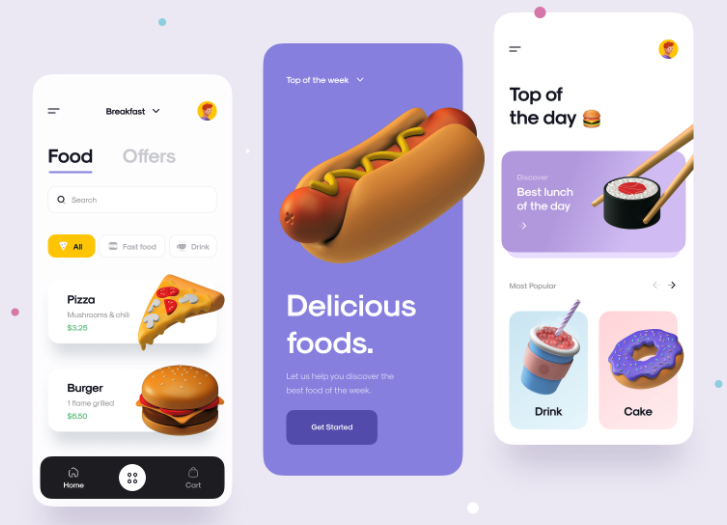 Breakfast
Food
Offers
Search
All
Fast food
Drink
Pizza
Mushrooms & chili
$3.25
Burger
1 flame grilled
$6.50
Home
Cart
Top of the week
Delicious
foods.
Let us help you discover the
best food of the week.
Get Started
Top of
the day
Discover
Best lunch
of the day
Most Popular
Drink
Cake